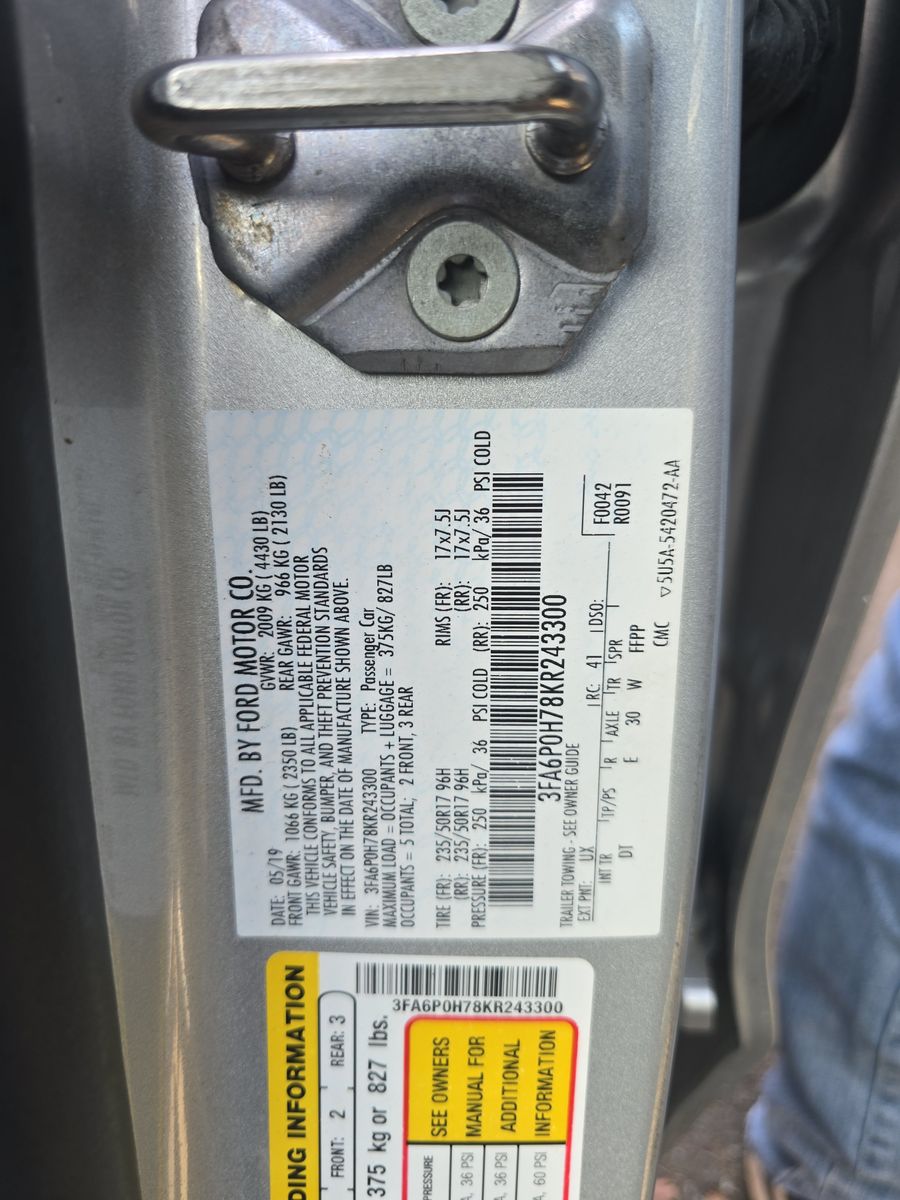 MFD. BY FORD MOTOR CO.
DATE: 05/19 GVWR: 2009 KG ( 4430 LB)
FRONT GAWR: 1066 KG ( 2350 LB) REAR GAWR: 966 KG ( 2130 LB)
THIS VEHICLE CONFORMS TO ALL APPLICABLE FEDERAL MOTOR
VEHICLE SAFETY, BUMPER, AND THEFT PREVENTION STANDARDS
IN EFFECT ON THE DATE OF MANUFACTURE SHOWN ABOVE.
VIN: 3FA6P0H78KR243300 TYPE: Passenger Car
MAXIMUM LOAD = OCCUPANTS + LUGGAGE = 375KG/ 827LB
OCCUPANTS = 5 TOTAL; 2 FRONT, 3 REAR
TIRE (FR): 235/50R17 96H RIMS (FR): 17x7.5J
(RR): 235/50R17 96H (RR): 17x7.5J
PRESSURE (FR): 250 kPa/ 36 PSI COLD (RR): 250 kPa/ 36 PSI COLD
3FA6P0H78KR243300
TRAILER TOWING - SEE OWNER GUIDE
EXT PNT: UX RC: 41 DSO: F0042
R0091
INT TR TP/PS R AXLE TR SPR
DT E 30 W FFPP
CMC
▽5U5A-5420472-AA
DING INFORMATION
FRONT: 2 REAR: 3
375 kg or 827 lbs.
3FA6P0H78KR243300
PRESSURE
A, 36 PSI
A, 36 PSI
A, 60 PSI
SEE OWNERS
MANUAL FOR
ADDITIONAL
INFORMATION